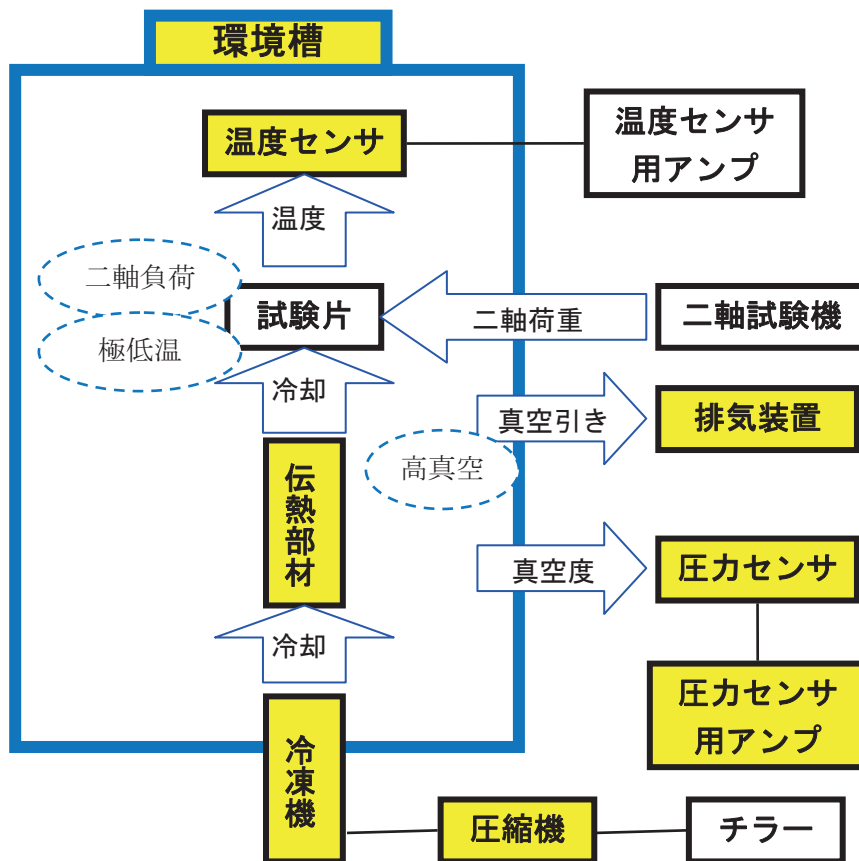 環境槽
温度センサ
温度センサ
用アンプ
温度
二軸負荷
試験片
二軸荷重
二軸試験機
極低温
冷却
真空引き
排気装置
高真空
伝熱部材
真空度
圧力センサ
冷却
圧力センサ
用アンプ
冷凍機
圧縮機
チラー